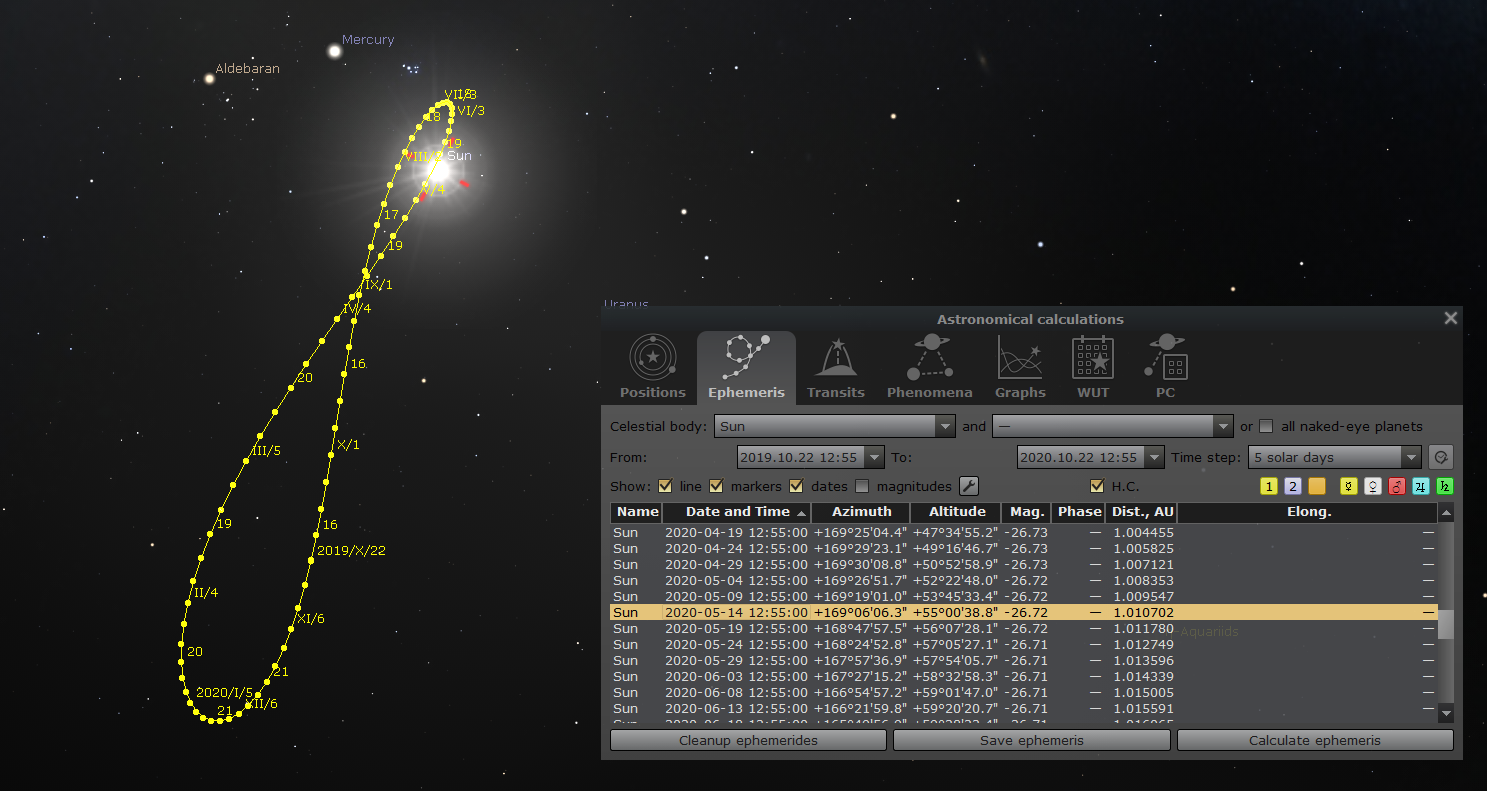 Mercury
Aldebaran
VII/3
18
VI/3
18
19
VIII/2
Sun
V/4
17
19
IX/1
IV/4
16
20
X/1
III/5
19
16
2019/X/22
II/4
XI/6
20
21
2020/I/5
XII/6
21
Uranus
Astronomical calculations
Positions Ephemeris Transits Phenomena Graphs WUT PC
Celestial body: Sun and — or all naked-eye planets
From: 2019.10.22 12:55 To: 2020.10.22 12:55 Time step: 5 solar days
Show: line markers dates magnitudes H.C. 1 2 ☿ ♀ ♂ ♃ ♄
Name Date and Time Azimuth Altitude Mag. Phase Dist., AU Elong.
Sun 2020-04-19 12:55:00 +169°25'04.4" +47°34'55.2" -26.73 — 1.004455 —
Sun 2020-04-24 12:55:00 +169°29'23.1" +49°16'46.7" -26.73 — 1.005825 —
Sun 2020-04-29 12:55:00 +169°30'08.8" +50°52'58.9" -26.73 — 1.007121 —
Sun 2020-05-04 12:55:00 +169°26'51.7" +52°22'48.0" -26.72 — 1.008353 —
Sun 2020-05-09 12:55:00 +169°19'01.0" +53°45'33.4" -26.72 — 1.009547 —
Sun 2020-05-14 12:55:00 +169°06'06.3" +55°00'38.8" -26.72 — 1.010702 —
Sun 2020-05-19 12:55:00 +168°47'57.5" +56°07'28.1" -26.72 — 1.011780 —
-Aquariids
Sun 2020-05-24 12:55:00 +168°24'52.8" +57°05'27.1" -26.71 — 1.012749 —
Sun 2020-05-29 12:55:00 +167°57'36.9" +57°54'05.7" -26.71 — 1.013596 —
Sun 2020-06-03 12:55:00 +167°27'15.2" +58°32'58.3" -26.71 — 1.014339 —
Sun 2020-06-08 12:55:00 +166°54'57.2" +59°01'47.0" -26.71 — 1.015005 —
Sun 2020-06-13 12:55:00 +166°21'59.8" +59°20'20.7" -26.71 — 1.015591 —
Cleanup ephemerides Save ephemeris Calculate ephemeris